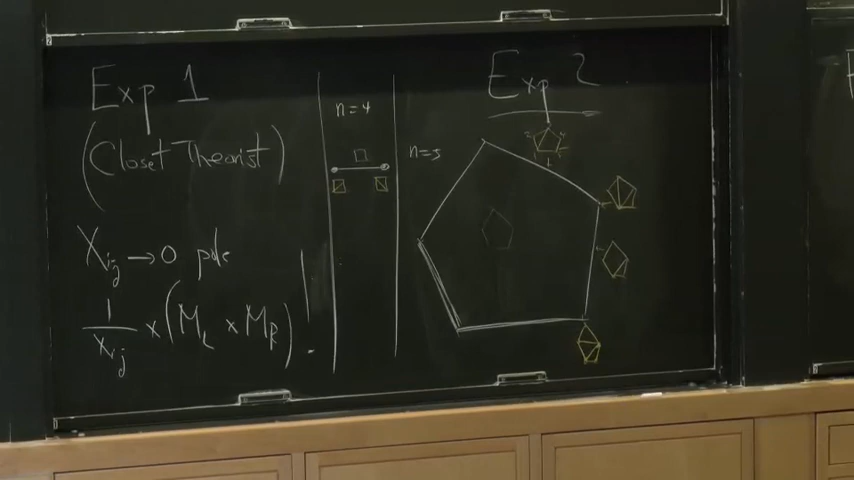 Exp 1
(Closet Theorist)
X_ij → 0 pole
1/X_ij × (M_L × M_R) !
n=4
n=5
Exp 2